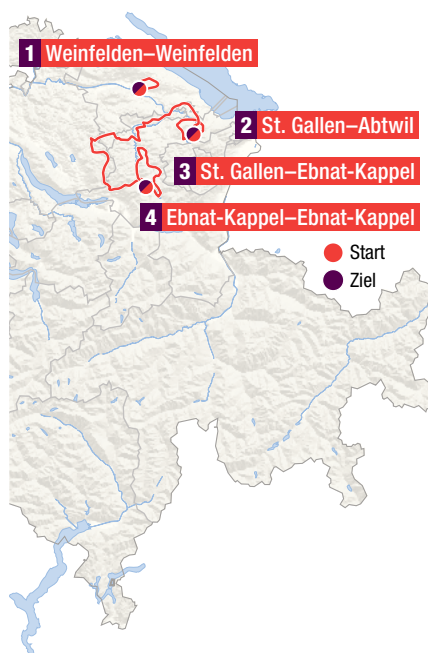 1 Weinfelden–Weinfelden
2 St. Gallen–Abtwil
3 St. Gallen–Ebnat-Kappel
4 Ebnat-Kappel–Ebnat-Kappel
Start
Ziel